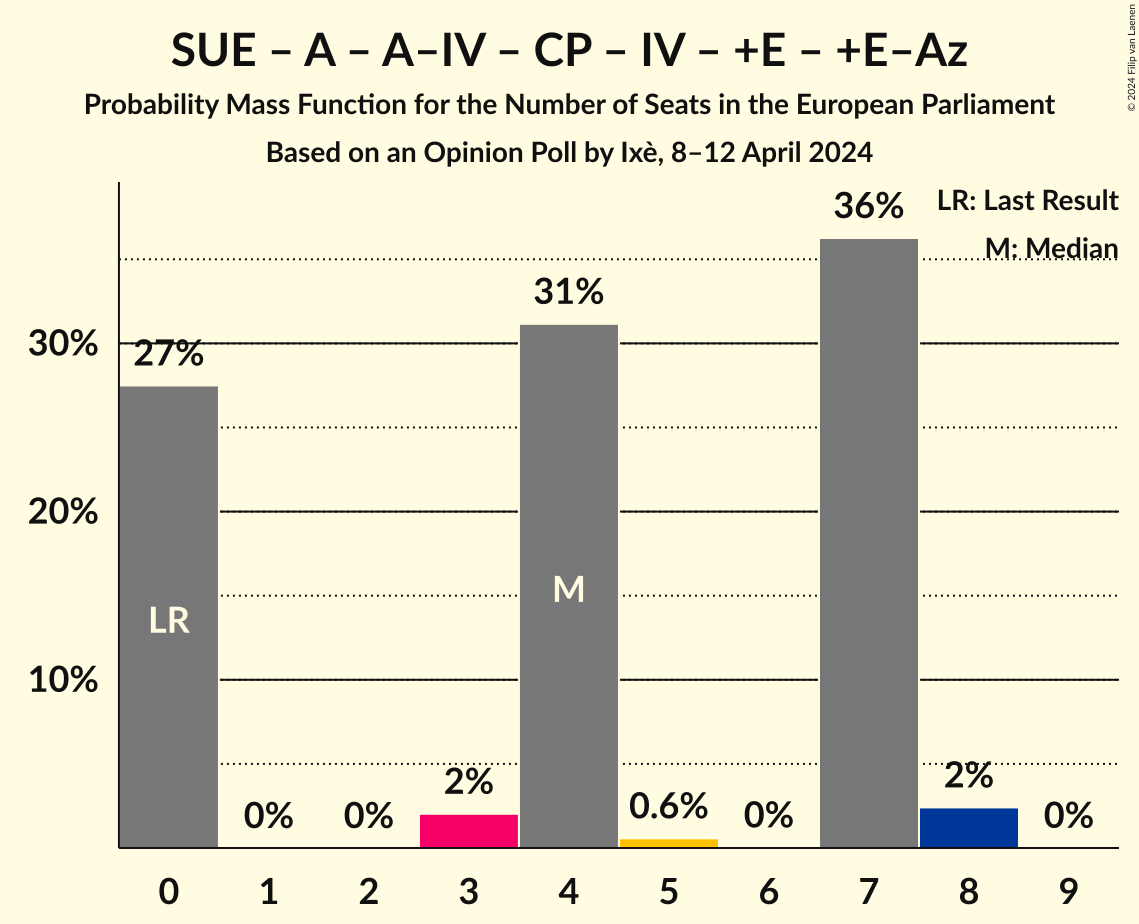 SUE – A – A–IV – CP – IV – +E – +E–Az
Probability Mass Function for the Number of Seats in the European Parliament
Based on an Opinion Poll by Ixè, 8–12 April 2024
© 2024 Filip van Laenen
LR: Last Result
M: Median
30%
20%
10%
27%
0%
0%
2%
31%
0.6%
0%
36%
2%
0%
LR
M
0 1 2 3 4 5 6 7 8 9